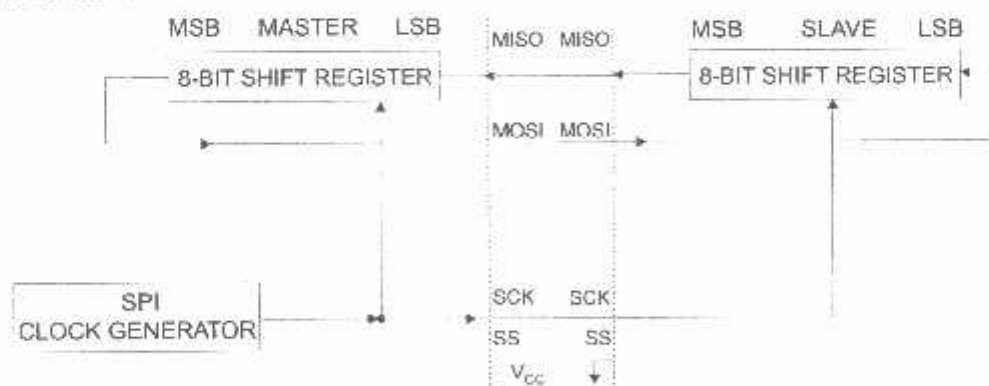 MSB MASTER LSB
MISO MISO
MSB SLAVE LSB
8-BIT SHIFT REGISTER
8-BIT SHIFT REGISTER
MOSI MOSI
SPI
CLOCK GENERATOR
SCK SCK
SS SS
VCC